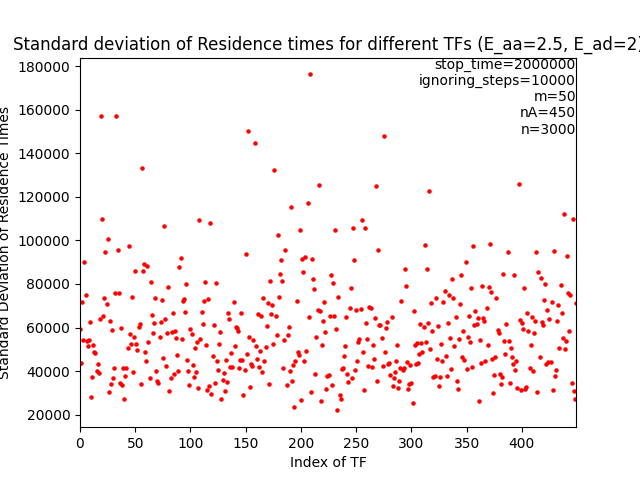 Standard deviation of Residence times for different TFs (E_aa=2.5, E_ad=2)
stop_time=2000000
ignoring_steps=10000
m=50
nA=450
n=3000
180000
160000
140000
120000
100000
80000
60000
40000
20000
Standard Deviation of Residence Times
0 50 100 150 200 250 300 350 400
Index of TF